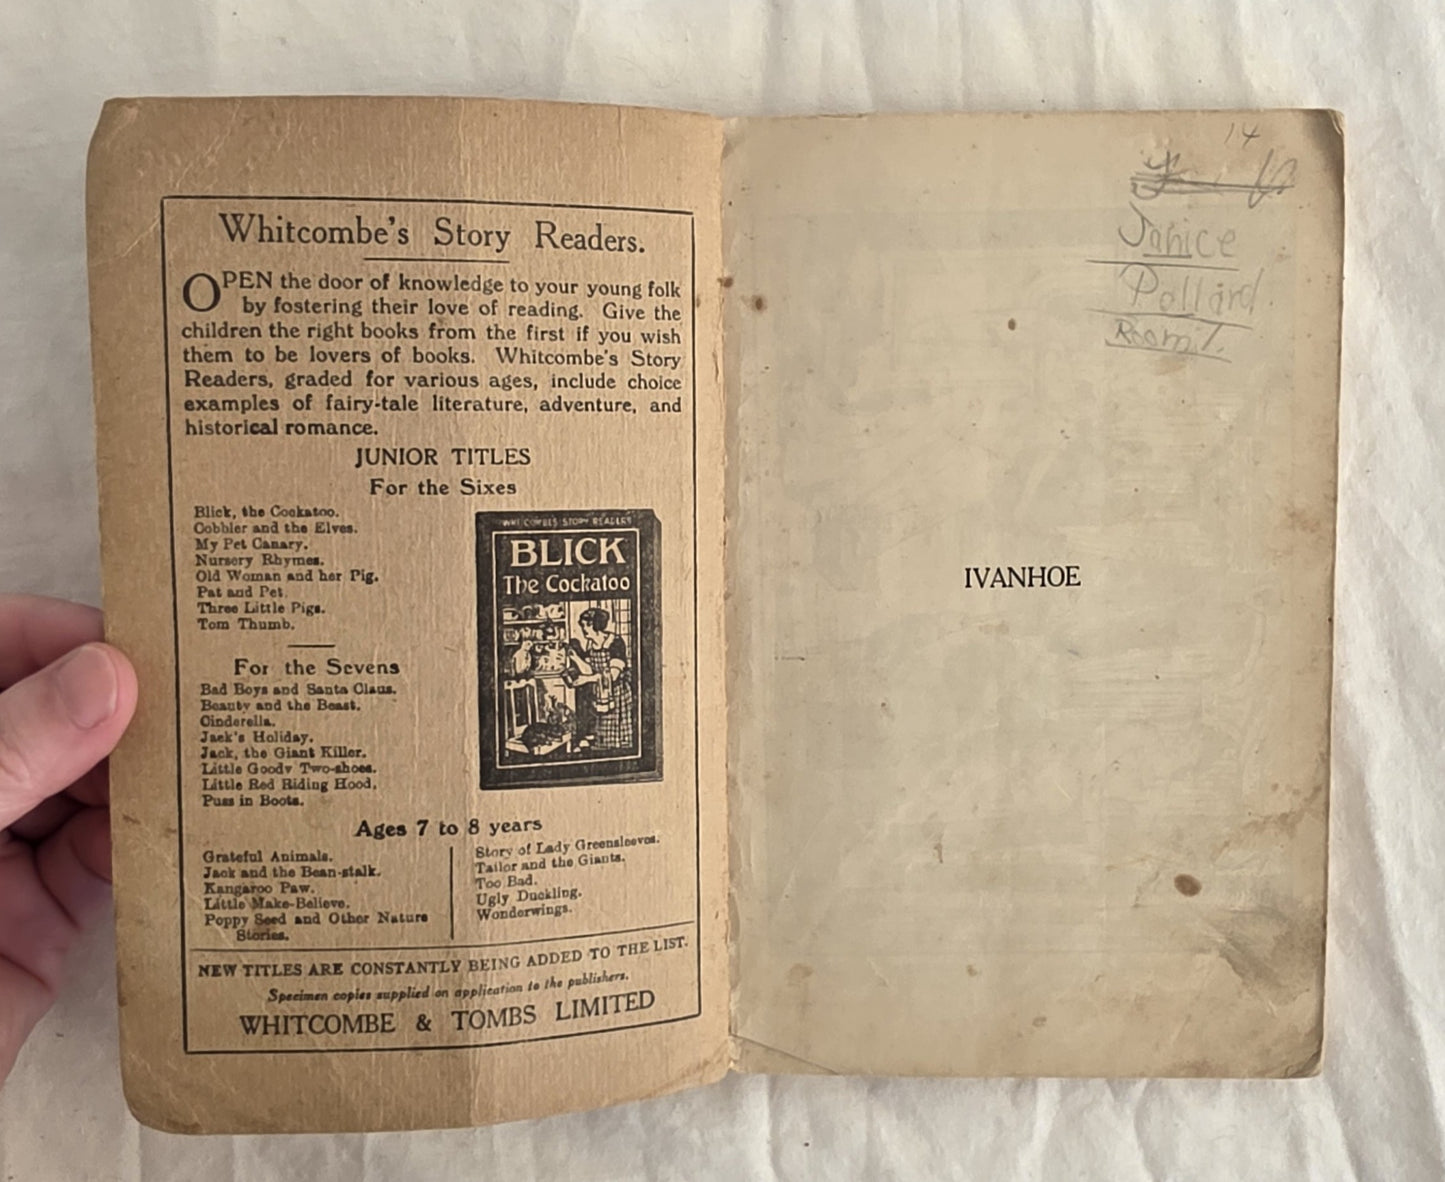 Whitcombe's Story Readers.
OPEN the door of knowledge to your young folk
by fostering their love of reading. Give the
children the right books from the first if you wish
them to be lovers of books. Whitcombe's Story
Readers, graded for various ages, include choice
examples of fairy-tale literature, adventure, and
historical romance.
JUNIOR TITLES
For the Sixes
Blick, the Cockatoo.
Cobbler and the Elves.
My Pet Canary.
Nursery Rhymes.
Old Woman and her Pig.
Pat and Pet.
Three Little Pigs.
Tom Thumb.
WHITCOMBE'S STORY READERS
BLICK
The Cockatoo
For the Sevens
Bad Boys and Santa Claus.
Beauty and the Beast.
Cinderella.
Jack's Holiday.
Jack, the Giant Killer.
Little Goody Two-shoes.
Little Red Riding Hood.
Puss in Boots.
Ages 7 to 8 years
Grateful Animals.
Jack and the Bean-stalk.
Kangaroo Paw.
Little Make-Believe.
Poppy Seed and Other Nature
Stories.
Story of Lady Greensleeves.
Tailor and the Giants.
Too Bad.
Ugly Duckling.
Wonderwings.
NEW TITLES ARE CONSTANTLY BEING ADDED TO THE LIST.
Specimen copies supplied on application to the publishers.
WHITCOMBE & TOMBS LIMITED
14
Janice
Pollard.
Room 7.
IVANHOE